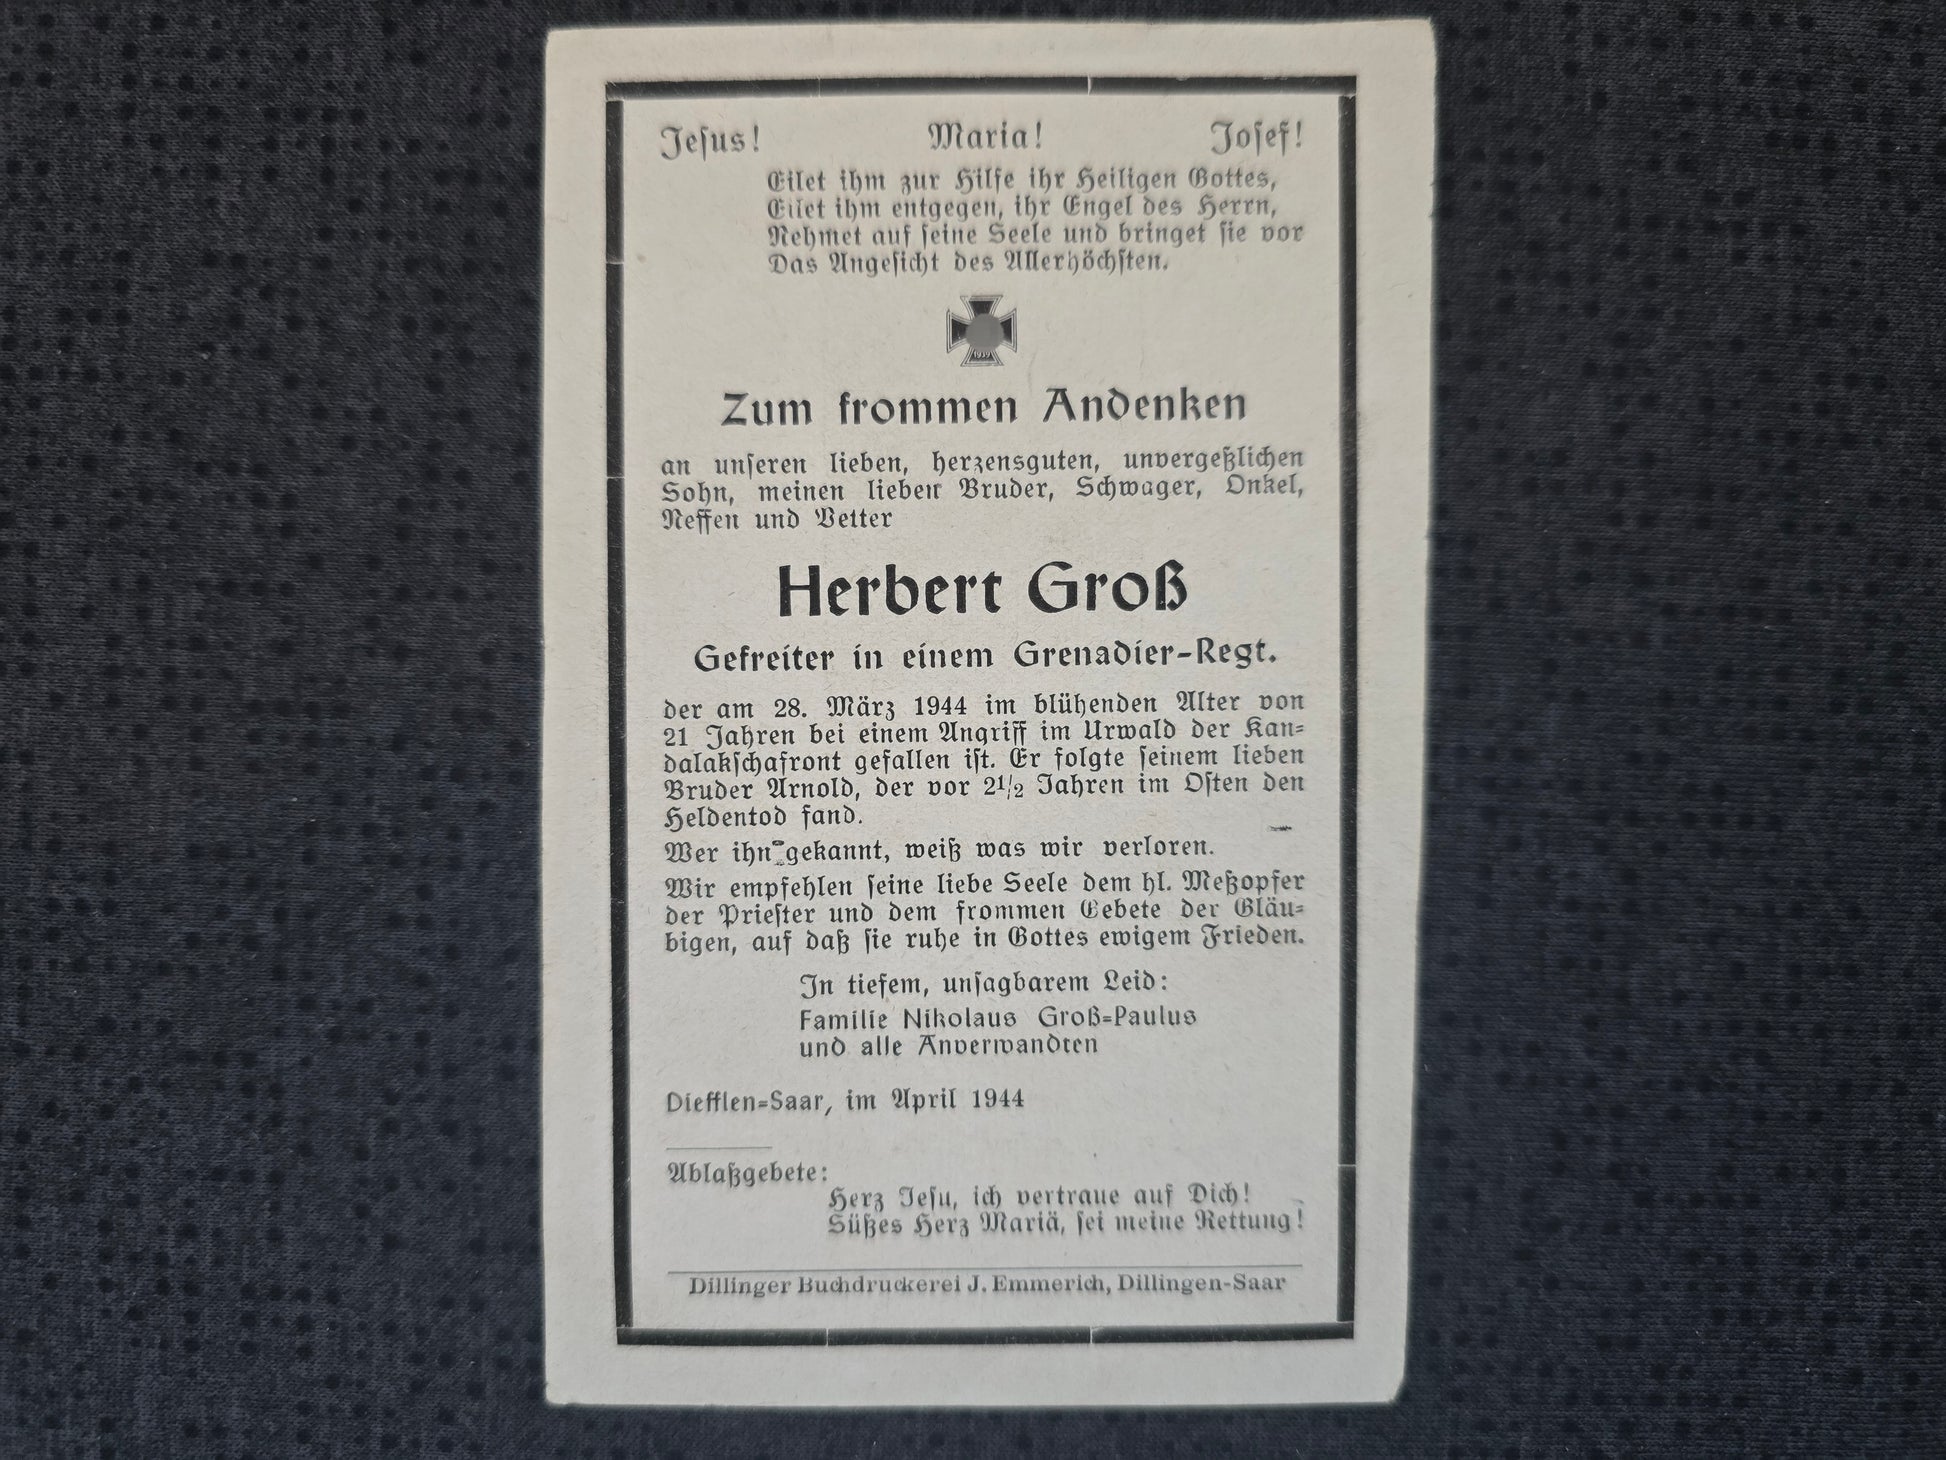 Jesus! Maria! Josef!
Eilet ihm zur Hilfe ihr Heiligen Gottes,
Eilet ihm entgegen, ihr Engel des Herrn,
Nehmet auf seine Seele und bringet sie vor
Das Angesicht des Allerhöchsten.
1939
Zum frommen Andenken
an unseren lieben, herzensguten, unvergeßlichen
Sohn, meinen lieben Bruder, Schwager, Onkel,
Neffen und Vetter
Herbert Groß
Gefreiter in einem Grenadier-Regt.
der am 28. März 1944 im blühenden Alter von
21 Jahren bei einem Angriff im Urwald der Kan-
dalakschafront gefallen ist. Er folgte seinem lieben
Bruder Arnold, der vor 2½ Jahren im Osten den
Heldentod fand.
Wer ihn gekannt, weiß was wir verloren.
Wir empfehlen seine liebe Seele dem hl. Meßopfer
der Priester und dem frommen Gebete der Gläu-
bigen, auf daß sie ruhe in Gottes ewigem Frieden.
In tiefem, unsagbarem Leid:
Familie Nikolaus Groß-Paulus
und alle Anverwandten
Diefflen-Saar, im April 1944
Ablaßgebete:
Herz Jesu, ich vertraue auf Dich!
Süßes Herz Mariä, sei meine Rettung!
Dillinger Buchdruckerei J. Emmerich, Dillingen-Saar